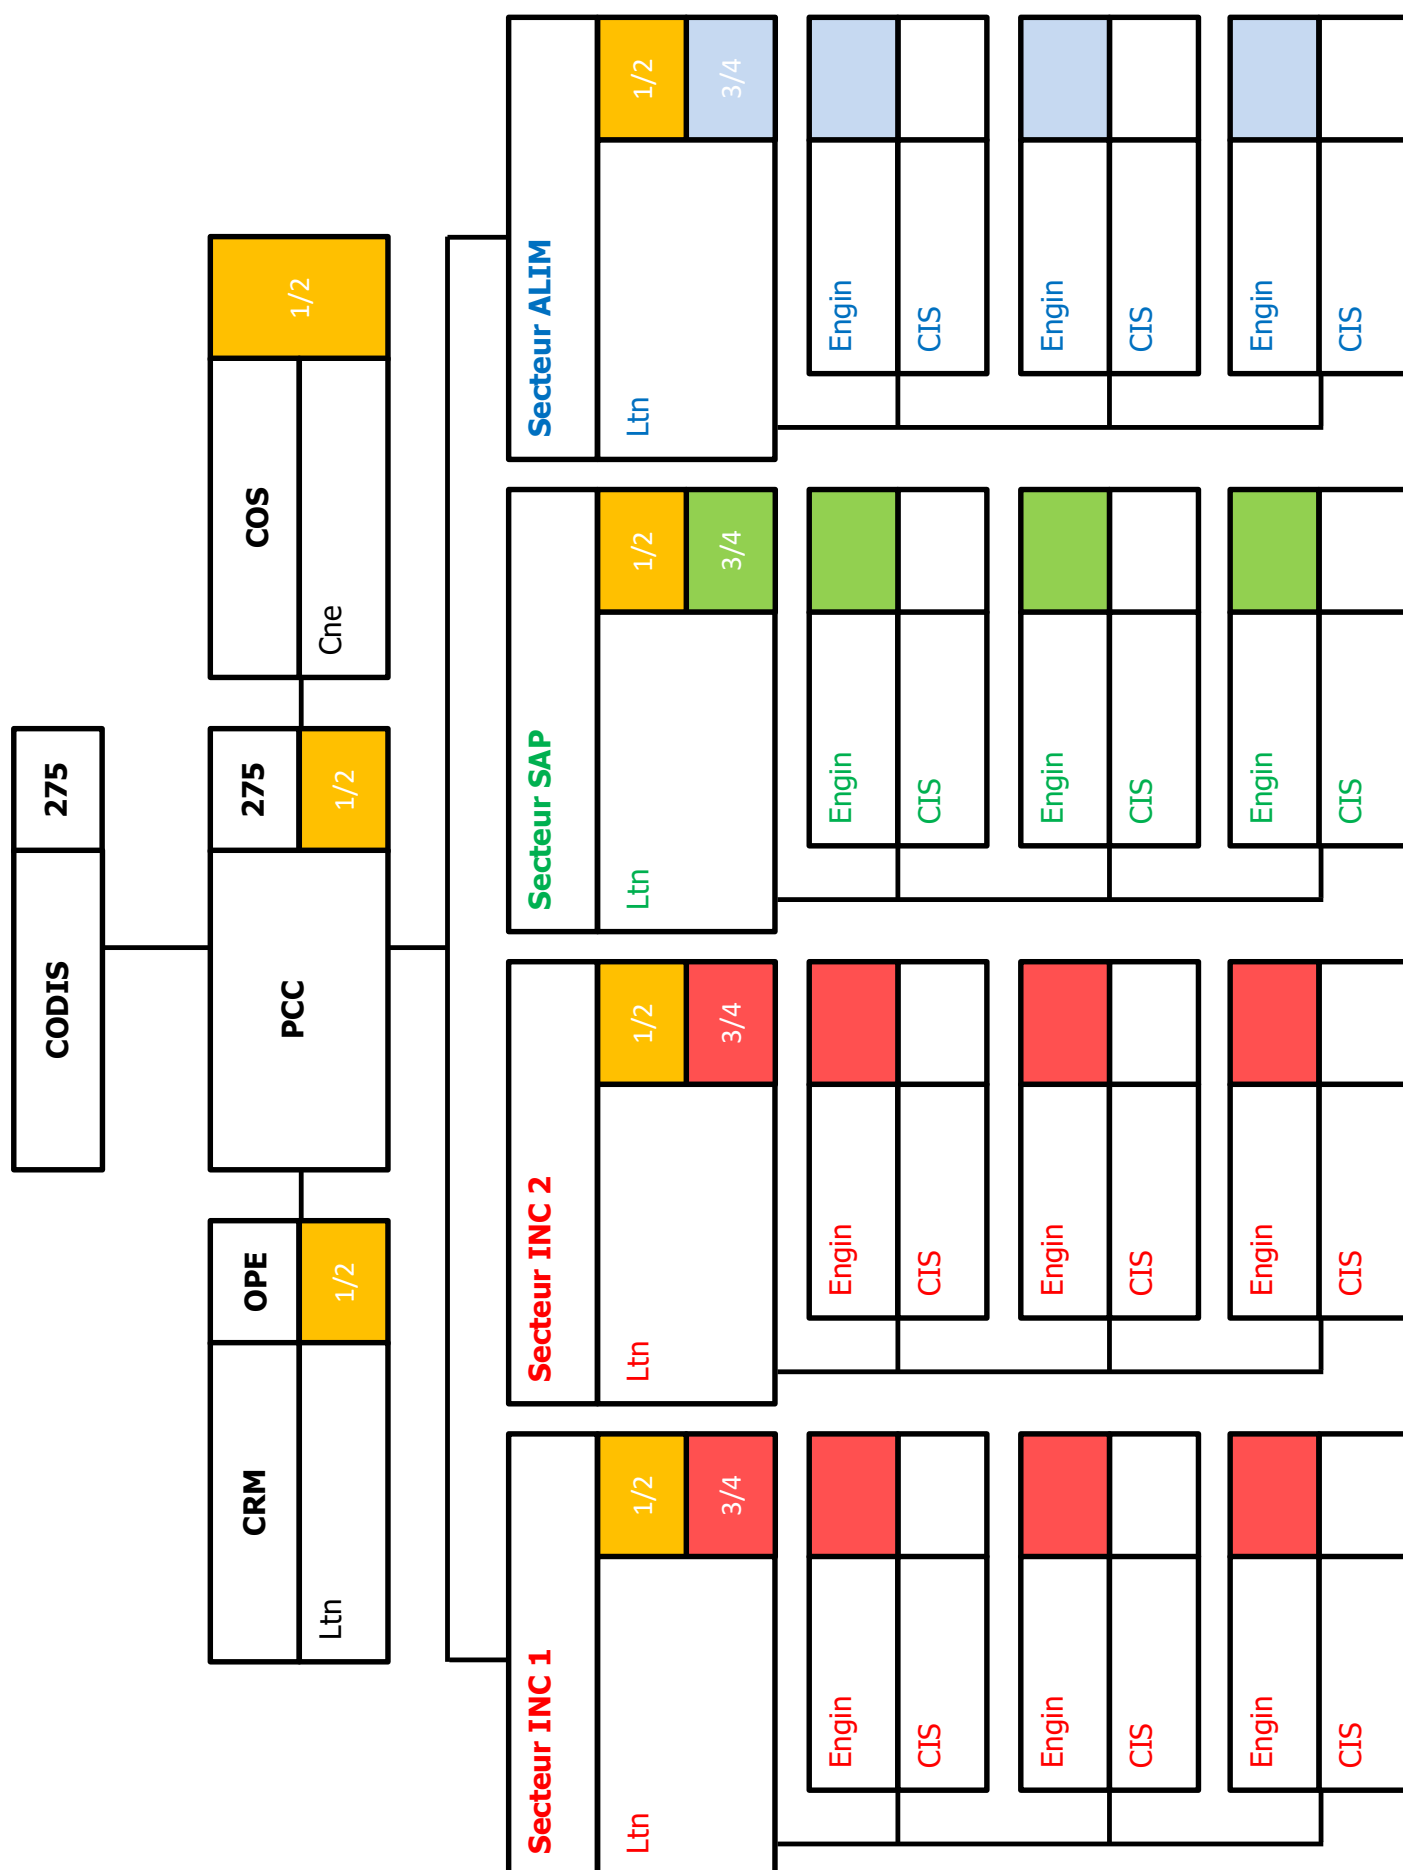 CODIS
275
CRM
OPE
Ltn
1/2
PCC
275
1/2
COS
Cne
1/2
Secteur INC 1
Ltn
1/2
3/4
Engin
CIS
Engin
CIS
Engin
CIS
Secteur INC 2
Ltn
1/2
3/4
Engin
CIS
Engin
CIS
Engin
CIS
Secteur SAP
Ltn
1/2
3/4
Engin
CIS
Engin
CIS
Engin
CIS
Secteur ALIM
Ltn
1/2
3/4
Engin
CIS
Engin
CIS
Engin
CIS